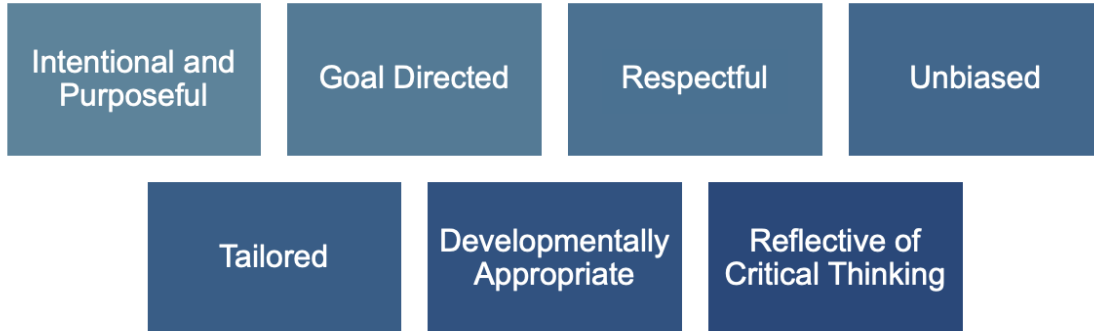 Intentional and
Purposeful
Goal Directed
Respectful
Unbiased
Tailored
Developmentally
Appropriate
Reflective of
Critical Thinking